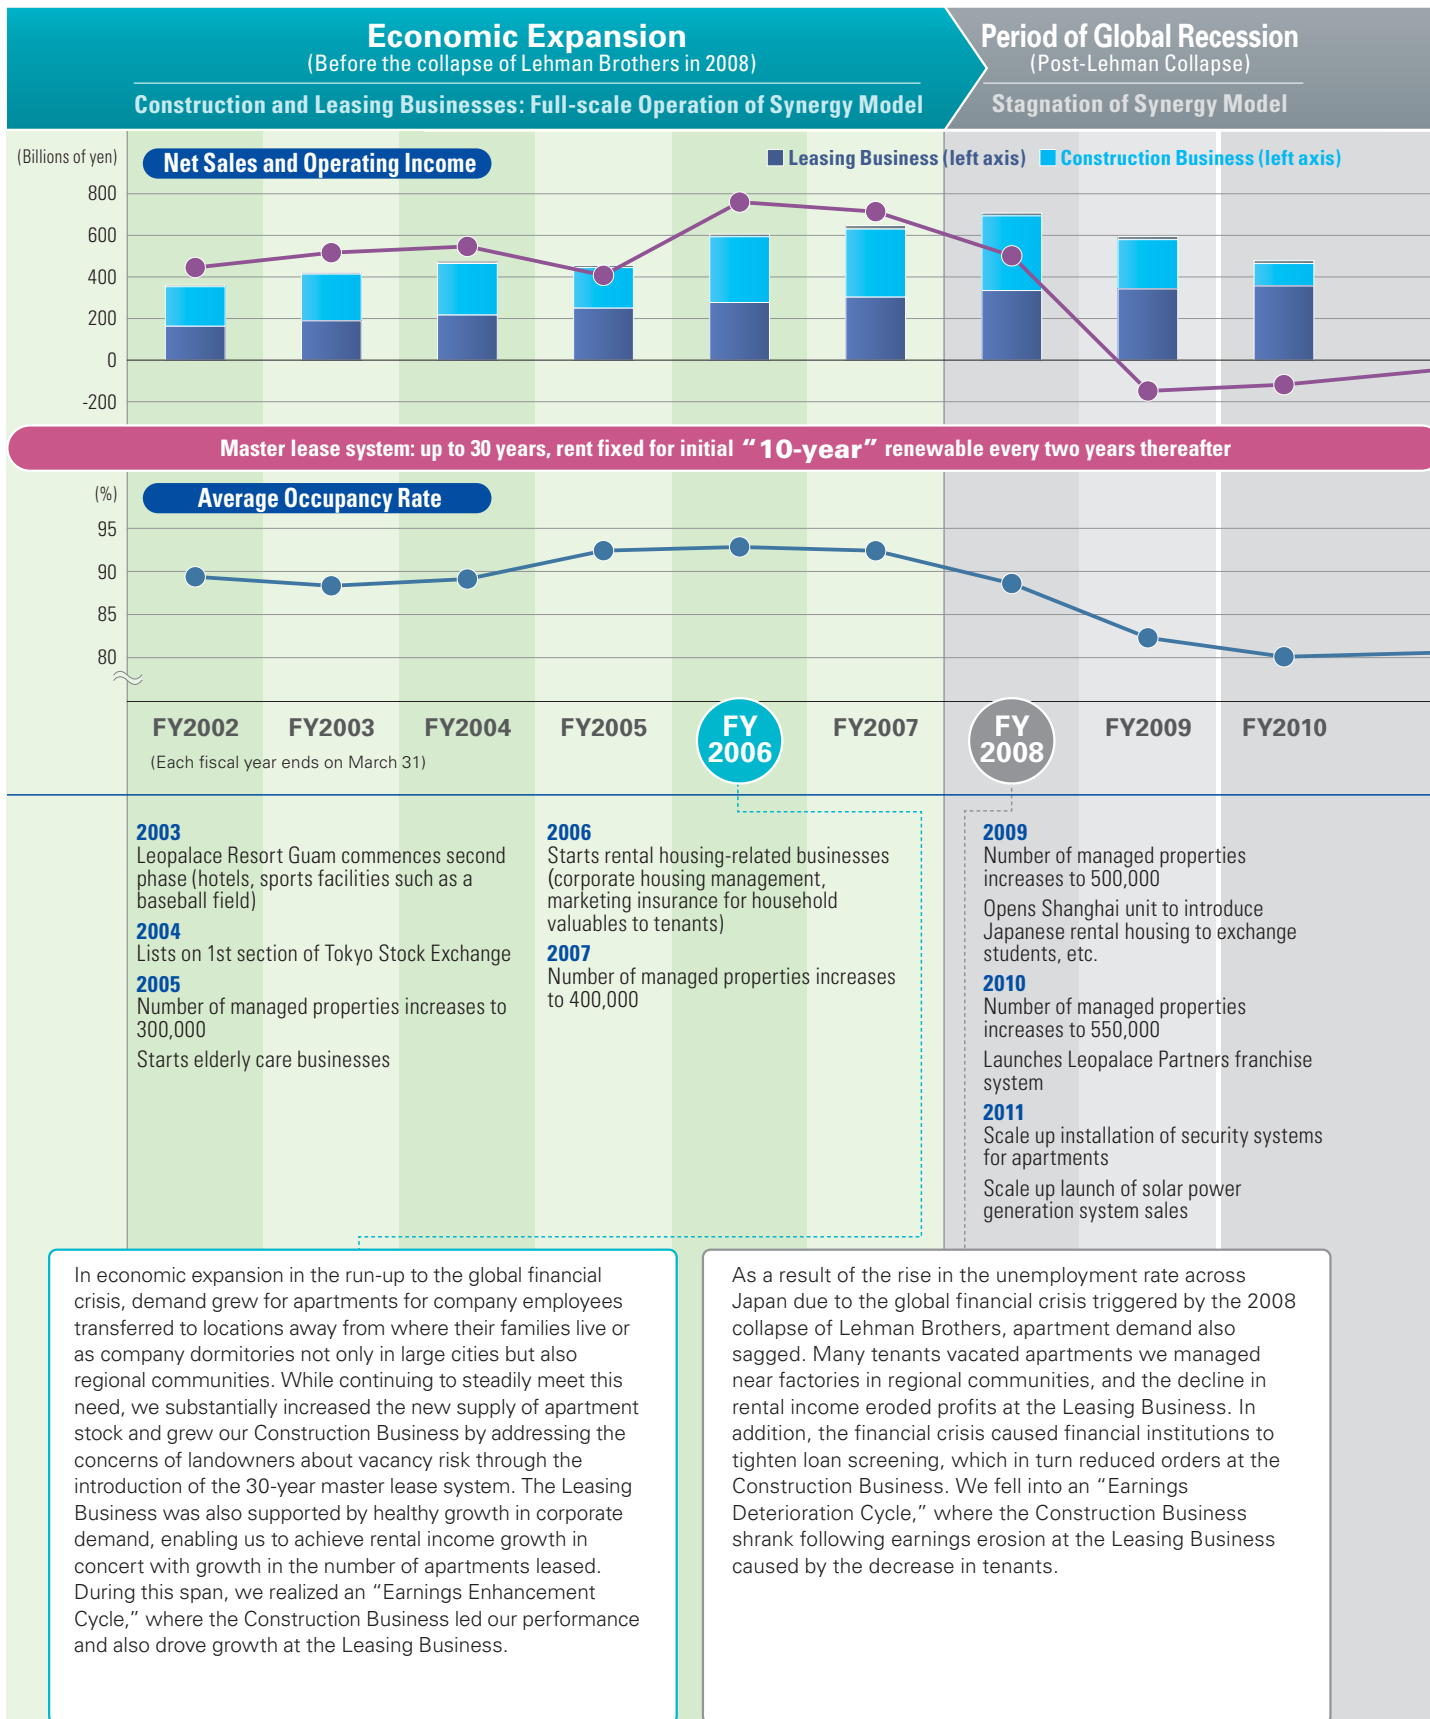 Economic Expansion
(Before the collapse of Lehman Brothers in 2008)
Construction and Leasing Businesses: Full-scale Operation of Synergy Model
Period of Global Recession
(Post-Lehman Collapse)
Stagnation of Synergy Model
(Billions of yen)
Net Sales and Operating Income
Leasing Business (left axis)
Construction Business (left axis)
800
600
400
200
0
-200
Master lease system: up to 30 years, rent fixed for initial “10-year” renewable every two years thereafter
(%)
Average Occupancy Rate
95
90
85
80
FY2002
FY2003
FY2004
FY2005
FY
2006
FY2007
FY
2008
FY2009
FY2010
(Each fiscal year ends on March 31)
2003
Leopalace Resort Guam commences second
phase (hotels, sports facilities such as a
baseball field)
2004
Lists on 1st section of Tokyo Stock Exchange
2005
Number of managed properties increases to
300,000
Starts elderly care businesses
2006
Starts rental housing-related businesses
(corporate housing management,
marketing insurance for household
valuables to tenants)
2007
Number of managed properties increases
to 400,000
2009
Number of managed properties
increases to 500,000
Opens Shanghai unit to introduce
Japanese rental housing to exchange
students, etc.
2010
Number of managed properties
increases to 550,000
Launches Leopalace Partners franchise
system
2011
Scale up installation of security systems
for apartments
Scale up launch of solar power
generation system sales
In economic expansion in the run-up to the global financial
crisis, demand grew for apartments for company employees
transferred to locations away from where their families live or
as company dormitories not only in large cities but also
regional communities. While continuing to steadily meet this
need, we substantially increased the new supply of apartment
stock and grew our Construction Business by addressing the
concerns of landowners about vacancy risk through the
introduction of the 30-year master lease system. The Leasing
Business was also supported by healthy growth in corporate
demand, enabling us to achieve rental income growth in
concert with growth in the number of apartments leased.
During this span, we realized an “Earnings Enhancement
Cycle,” where the Construction Business led our performance
and also drove growth at the Leasing Business.
As a result of the rise in the unemployment rate across
Japan due to the global financial crisis triggered by the 2008
collapse of Lehman Brothers, apartment demand also
sagged. Many tenants vacated apartments we managed
near factories in regional communities, and the decline in
rental income eroded profits at the Leasing Business. In
addition, the financial crisis caused financial institutions to
tighten loan screening, which in turn reduced orders at the
Construction Business. We fell into an “Earnings
Deterioration Cycle,” where the Construction Business
shrank following earnings erosion at the Leasing Business
caused by the decrease in tenants.